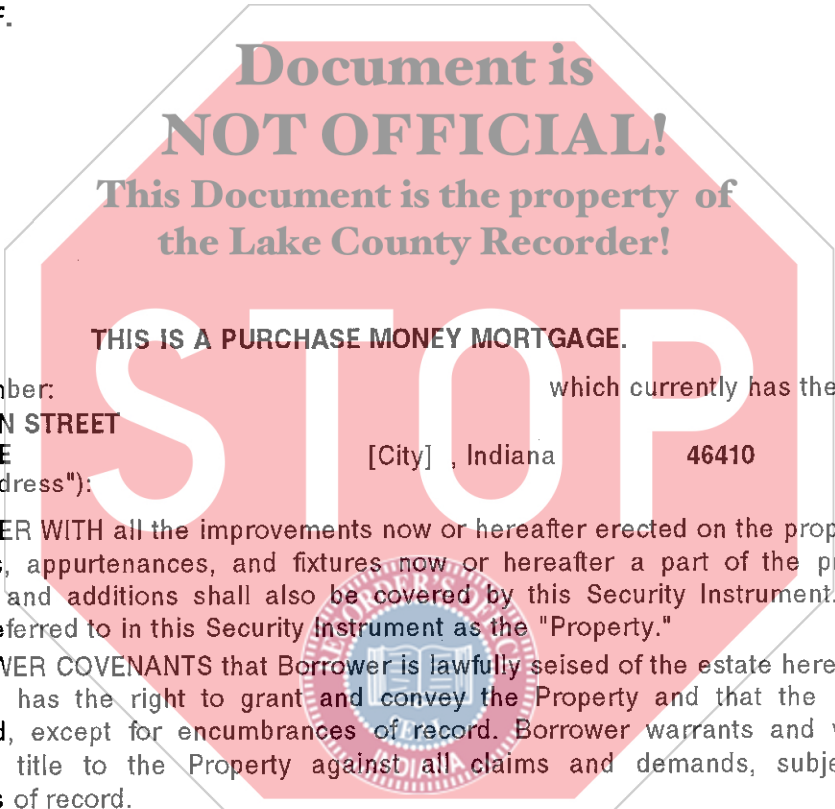 Document is
NOT OFFICIAL!
This Document is the property of
the Lake County Recorder!
STOP
THIS IS A PURCHASE MONEY MORTGAGE.
nber: which currently has the
N STREET
E [City] , Indiana 46410
dress"):
ER WITH all the improvements now or hereafter erected on the prop
s, appurtenances, and fixtures now or hereafter a part of the p
and additions shall also be covered by this Security Instrument.
eferred to in this Security Instrument as the "Property."
WER COVENANTS that Borrower is lawfully seised of the estate here
has the right to grant and convey the Property and that the
d, except for encumbrances of record. Borrower warrants and
title to the Property against all claims and demands, subje
s of record.
INDIANA